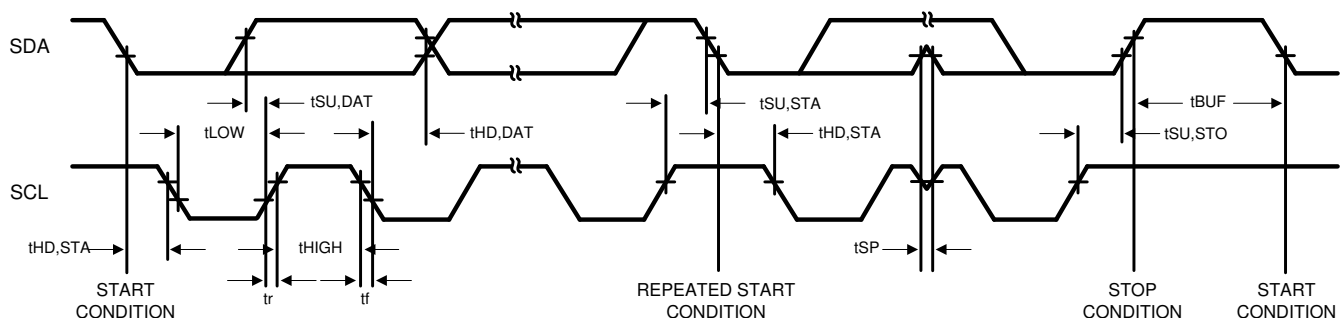 SDA
tSU,DAT
tSU,STA
tBUF
tLOW
tHD,DAT
tHD,STA
tSU,STO
SCL
tHD,STA
tHIGH
tSP
tr
tf
START
CONDITION
REPEATED START
CONDITION
STOP
CONDITION
START
CONDITION